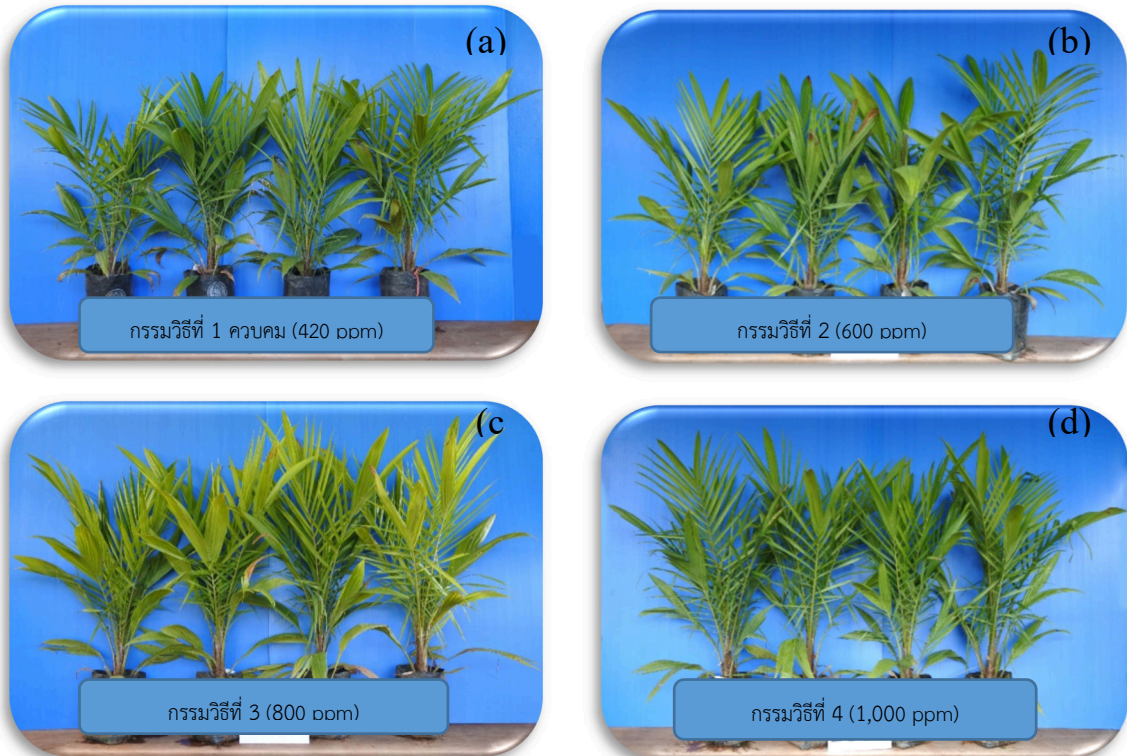 (a)
(b)
กรรมวิธีที่ 1 ควบคม (420 ppm)
กรรมวิธีที่ 2 (600 ppm)
(c
(d)
กรรมวิธีที่ 3 (800 ppm)
กรรมวิธีที่ 4 (1,000 ppm)